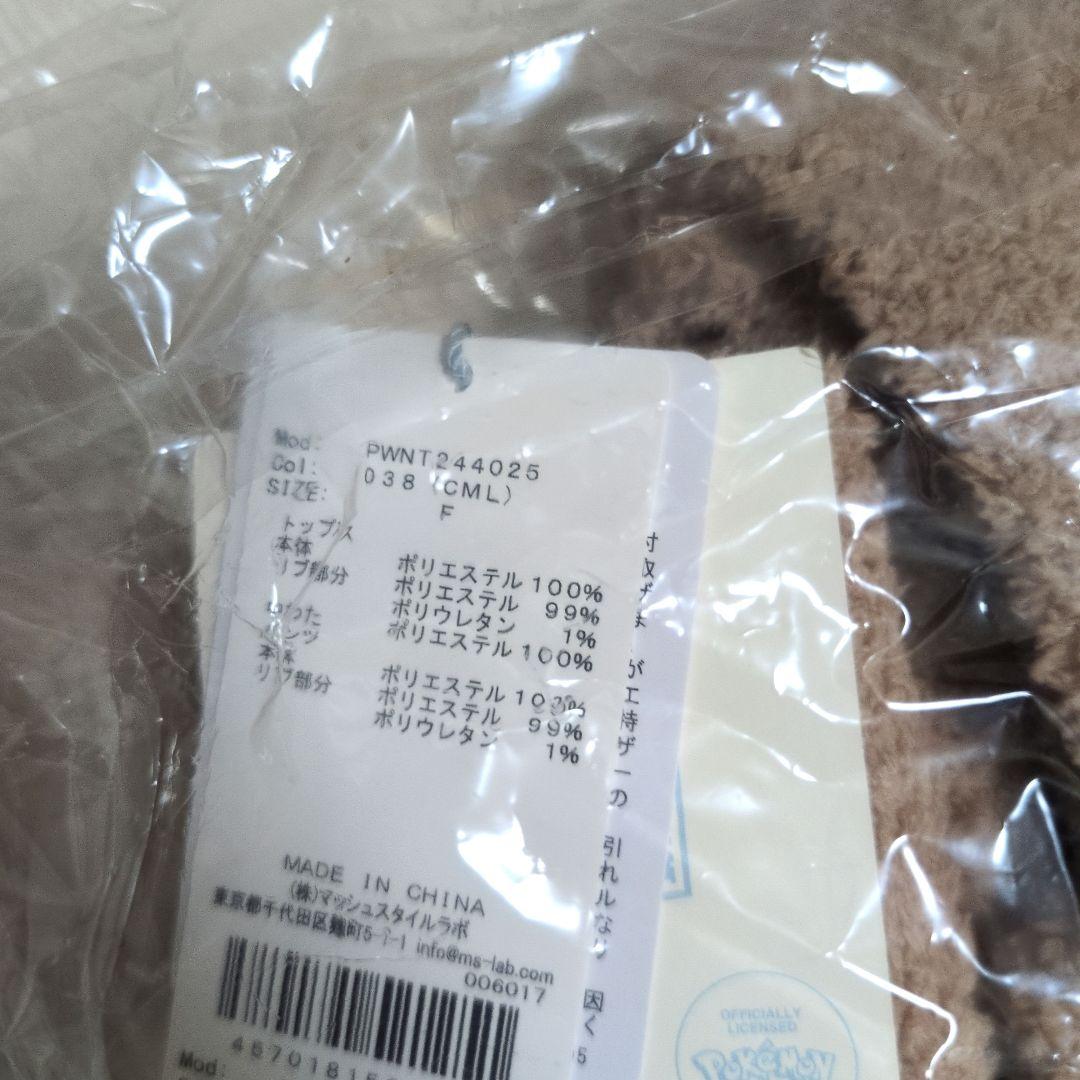 Mod: PWNT244025
Col: 038 (CML)
SIZE: F
トップス
本体 ポリエステル 100%
リブ部分 ポリエステル 99%
ポリウレタン 1%
中わた ポリエステル 100%
パンツ
本体 ポリエステル 100%
リブ部分 ポリエステル 99%
ポリウレタン 1%
MADE IN CHINA
(株)マッシュスタイルラボ
東京都千代田区麹町5-7-1 info@ms-lab.com
006017
Mod:
OFFICIALLY
LICENSED
POKéMON